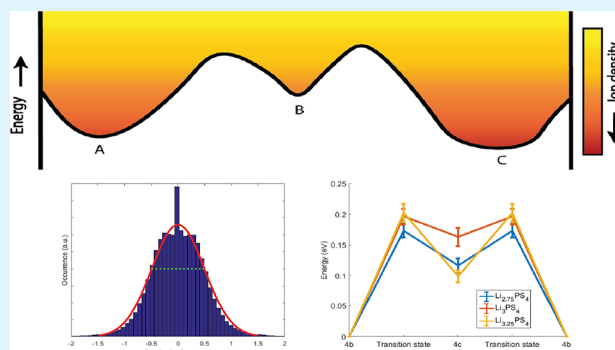 Energy →
Ion density
→
A
B
C
Occurrence (a.u.)
-2
-1.5
-1
-0.5
0
0.5
1
1.5
2
Energy (eV)
0.25
0.2
0.15
0.1
0.05
0
Li2.75PS4
Li3PS4
Li3.25PS4
4b Transition state 4c Transition state 4b